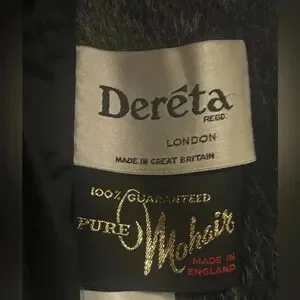 Deréta
REGD.
LONDON
MADE IN GREAT BRITAIN
100% GUARANTEED
PURE
Mohair
MADE IN
ENGLAND